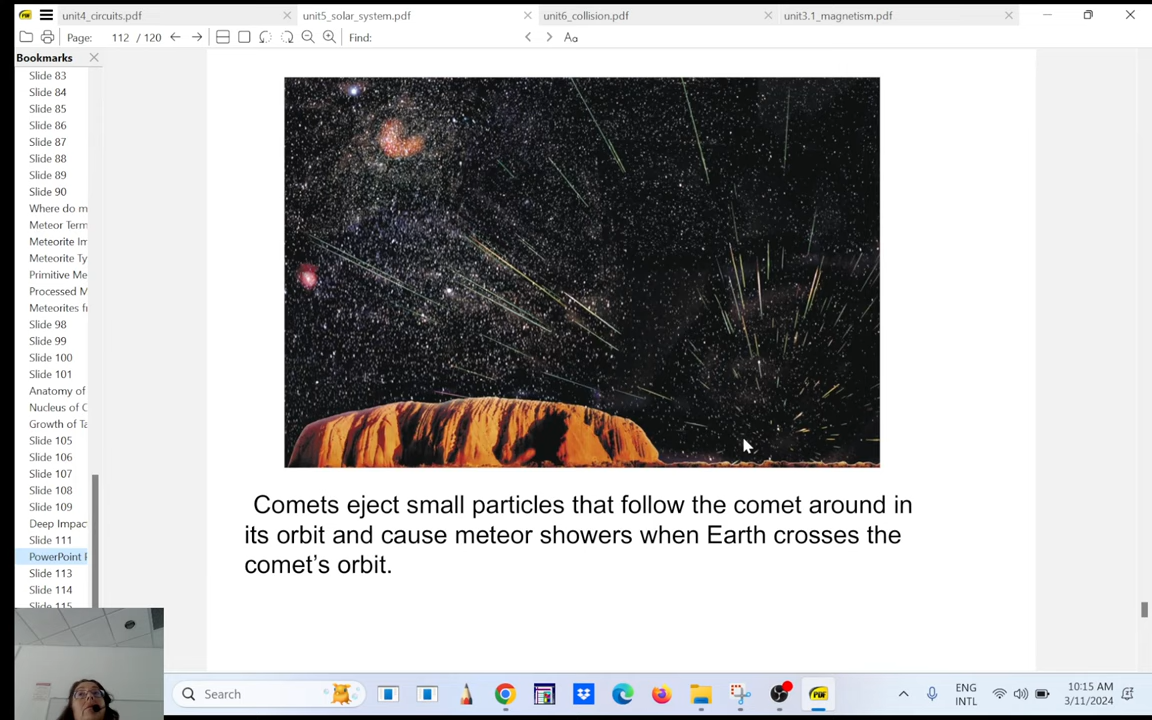 unit4_circuits.pdf
unit5_solar_system.pdf
unit6_collision.pdf
unit3.1_magnetism.pdf
Page: 112 / 120
Find:
Aa
Bookmarks
Slide 83
Slide 84
Slide 85
Slide 86
Slide 87
Slide 88
Slide 89
Slide 90
Where do m
Meteor Term
Meteorite Im
Meteorite Ty
Primitive Me
Processed M
Meteorites f
Slide 98
Slide 99
Slide 100
Slide 101
Anatomy of
Nucleus of C
Growth of Ta
Slide 105
Slide 106
Slide 107
Slide 108
Slide 109
Deep Impac
Slide 111
PowerPoint P
Slide 113
Slide 114
Slide 115
Comets eject small particles that follow the comet around in
its orbit and cause meteor showers when Earth crosses the
comet’s orbit.
Search
PDF
ENG
INTL
10:15 AM
3/11/2024